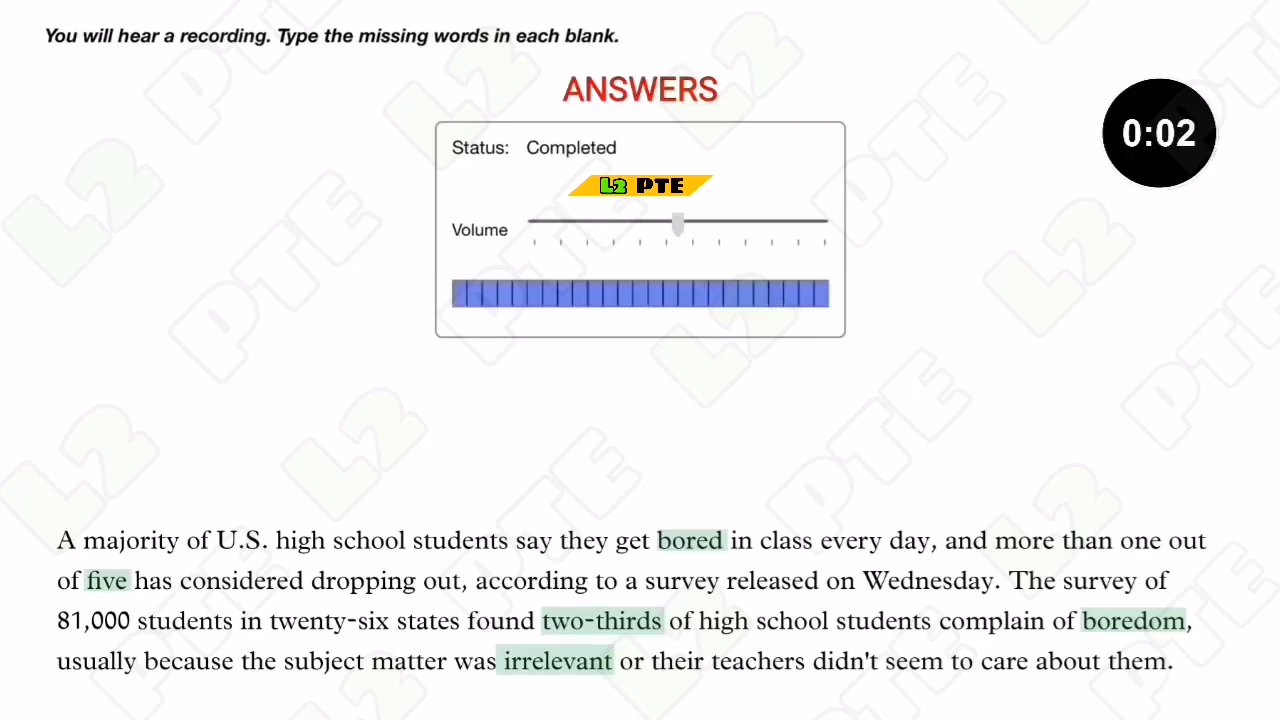 You will hear a recording. Type the missing words in each blank.
ANSWERS
0:02
Status: Completed
L2 PTE
Volume
A majority of U.S. high school students say they get bored in class every day, and more than one out
of five has considered dropping out, according to a survey released on Wednesday. The survey of
81,000 students in twenty-six states found two-thirds of high school students complain of boredom,
usually because the subject matter was irrelevant or their teachers didn't seem to care about them.